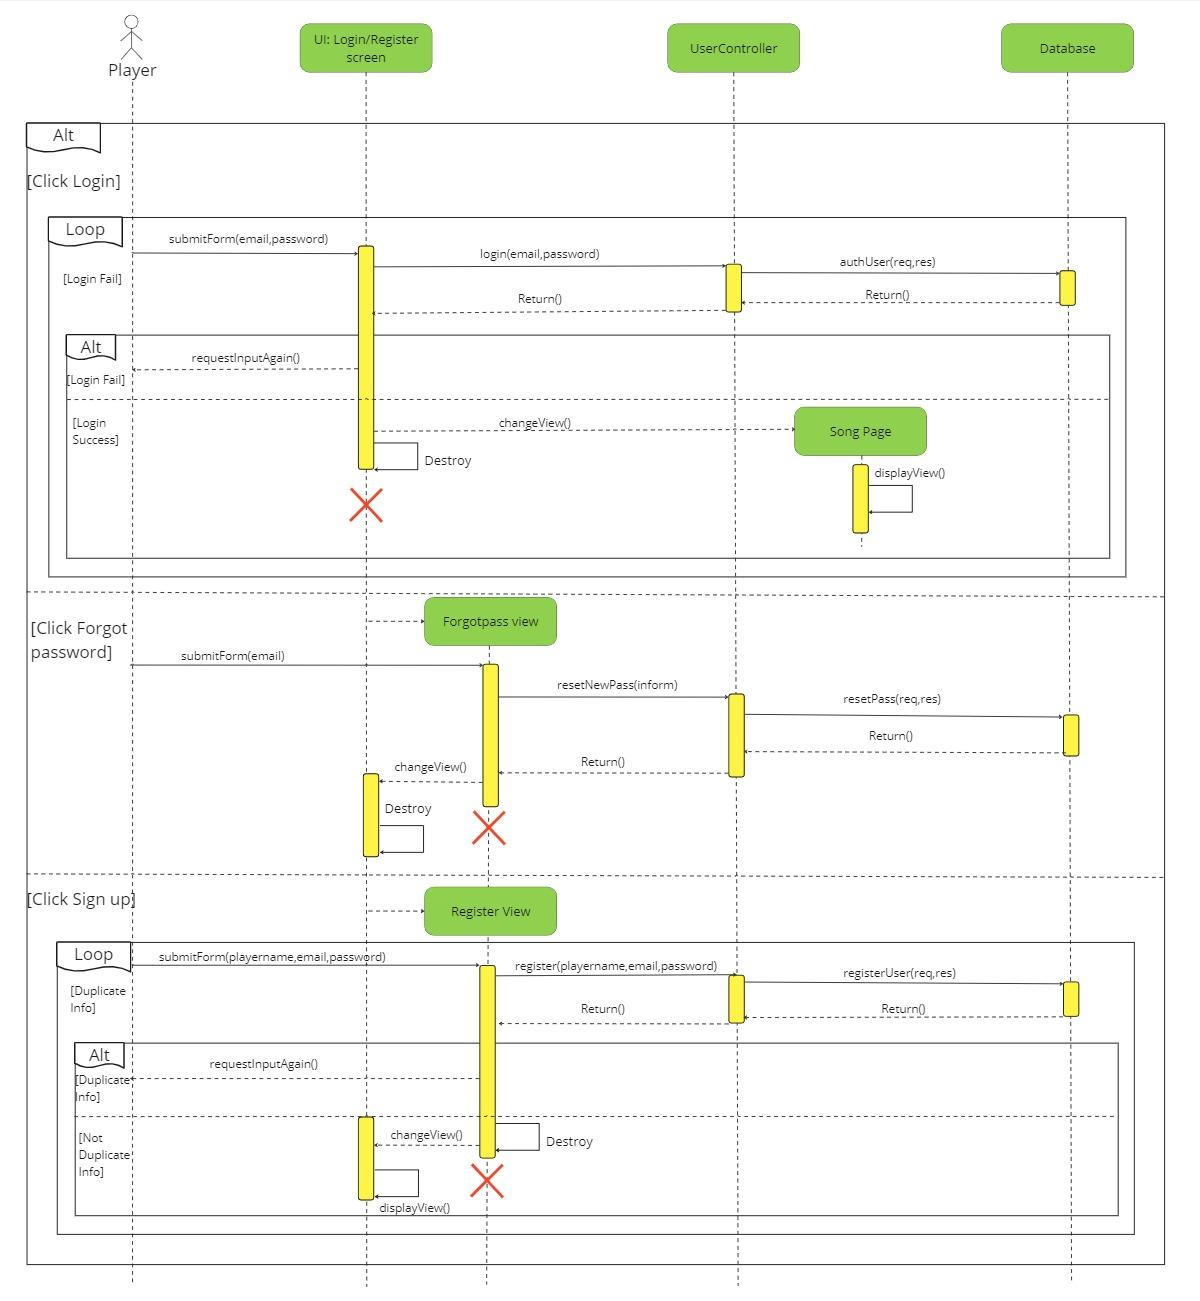 Player
UI: Login/Register
screen
UserController
Database
Alt
[Click Login]
Loop
submitForm(email,password)
login(email,password)
authUser(req,res)
[Login Fail]
Return()
Return()
Alt
requestInputAgain()
[Login Fail]
[Login
Success]
changeView()
Song Page
Destroy
displayView()
[Click Forgot
password]
Forgotpass view
submitForm(email)
resetNewPass(inform)
resetPass(req,res)
Return()
Return()
changeView()
Destroy
[Click Sign up]
Register View
Loop
submitForm(playername,email,password)
register(playername,email,password)
registerUser(req,res)
[Duplicate
Info]
Return()
Return()
Alt
requestInputAgain()
[Duplicate
Info]
[Not
Duplicate
Info]
changeView()
Destroy
displayView()